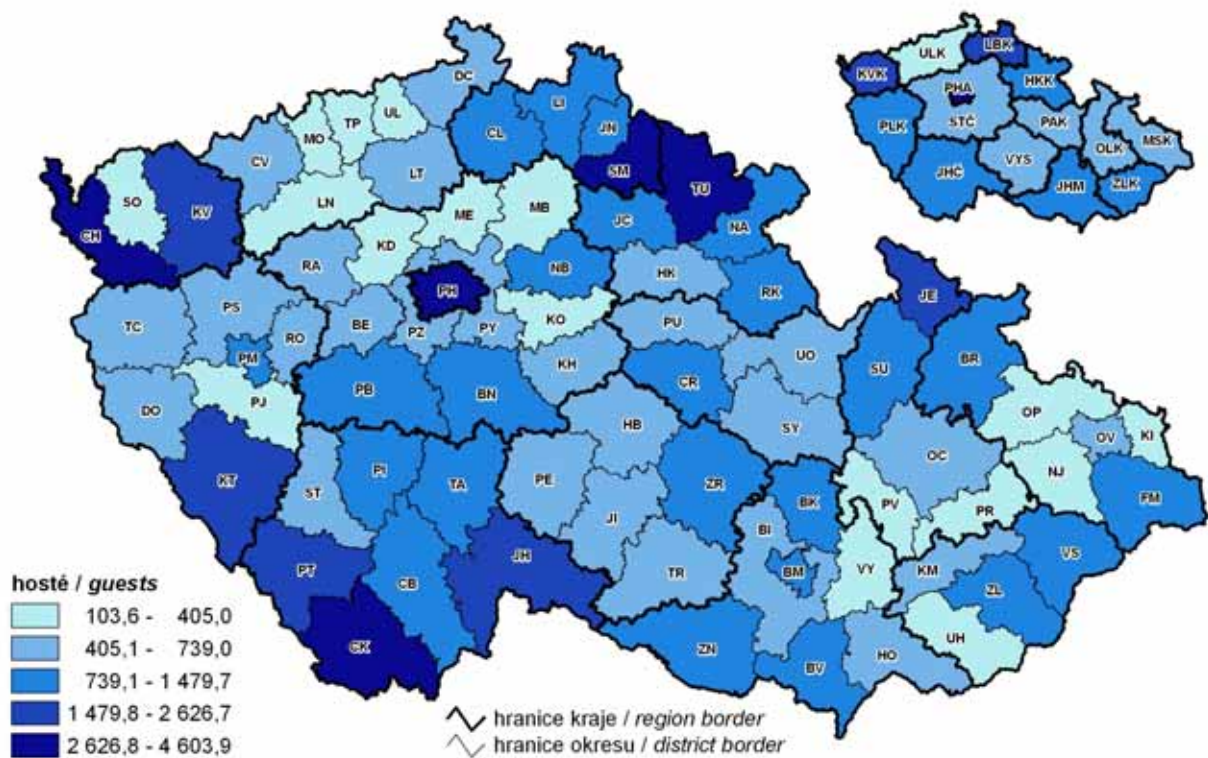 DC
UL
TP
MO
LI
CL
JN
CV
LT
SM
TU
SO
KV
LN
ME
MB
CH
JC
NA
KD
RA
NB
HK
PH
RK
PS
TC
KO
RO
BE
PZ
PY
PU
PM
UO
KH
PB
BN
CR
PJ
DO
SY
HB
KT
ST
PI
TA
PE
ZR
JI
BK
BI
BM
TR
PT
CB
JH
CK
ZN
BV
HO
VY
JE
SU
BR
OP
OV
KI
OC
NJ
PV
PR
FM
KM
VS
ZL
UH
ULK
LBK
KVK
HKK
PHA
STČ
PLK
PAK
MSK
OLK
VYS
JHČ
JHM
ZLK
hosté / guests
103,6 - 405,0
405,1 - 739,0
739,1 - 1 479,7
1 479,8 - 2 626,7
2 626,8 - 4 603,9
hranice kraje / region border
hranice okresu / district border